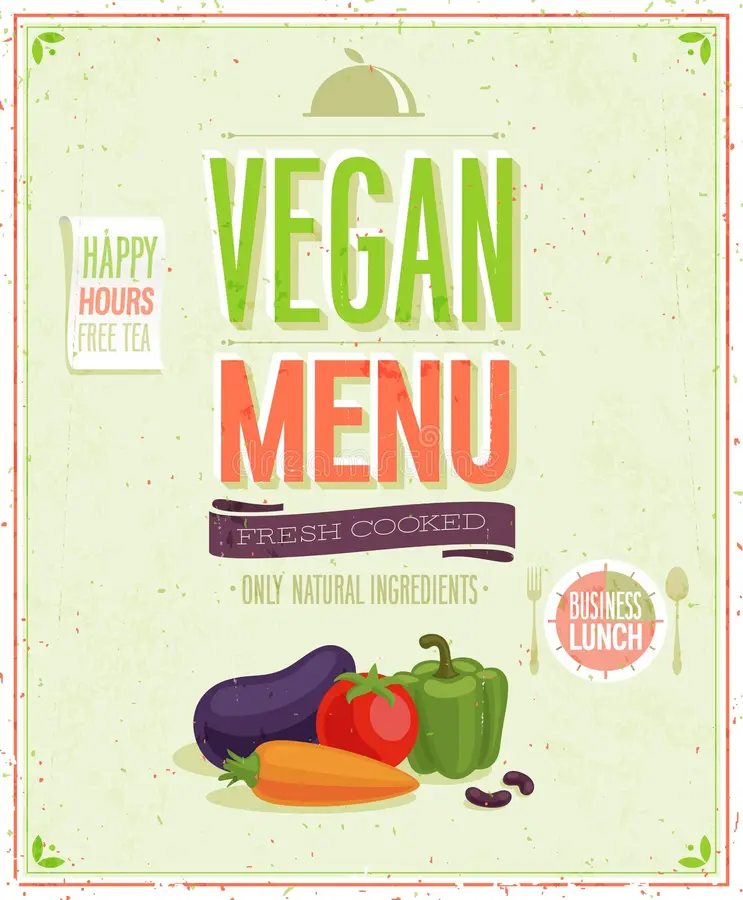 VEGAN
MENU
HAPPY
HOURS
FREE TEA
FRESH COOKED
•ONLY NATURAL INGREDIENTS•
BUSINESS
LUNCH